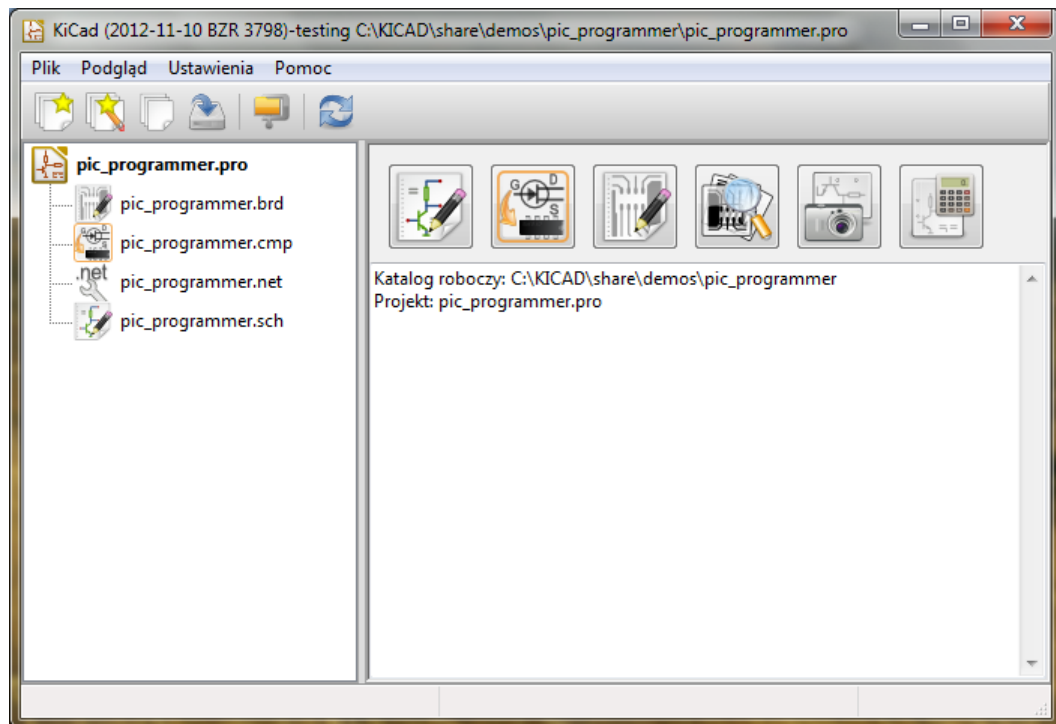 KiCad (2012-11-10 BZR 3798)-testing C:\KICAD\share\demos\pic_programmer\pic_programmer.pro
Plik Podgląd Ustawienia Pomoc
pic_programmer.pro
pic_programmer.brd
pic_programmer.cmp
.net pic_programmer.net
pic_programmer.sch
G D S
Katalog roboczy: C:\KICAD\share\demos\pic_programmer
Projekt: pic_programmer.pro